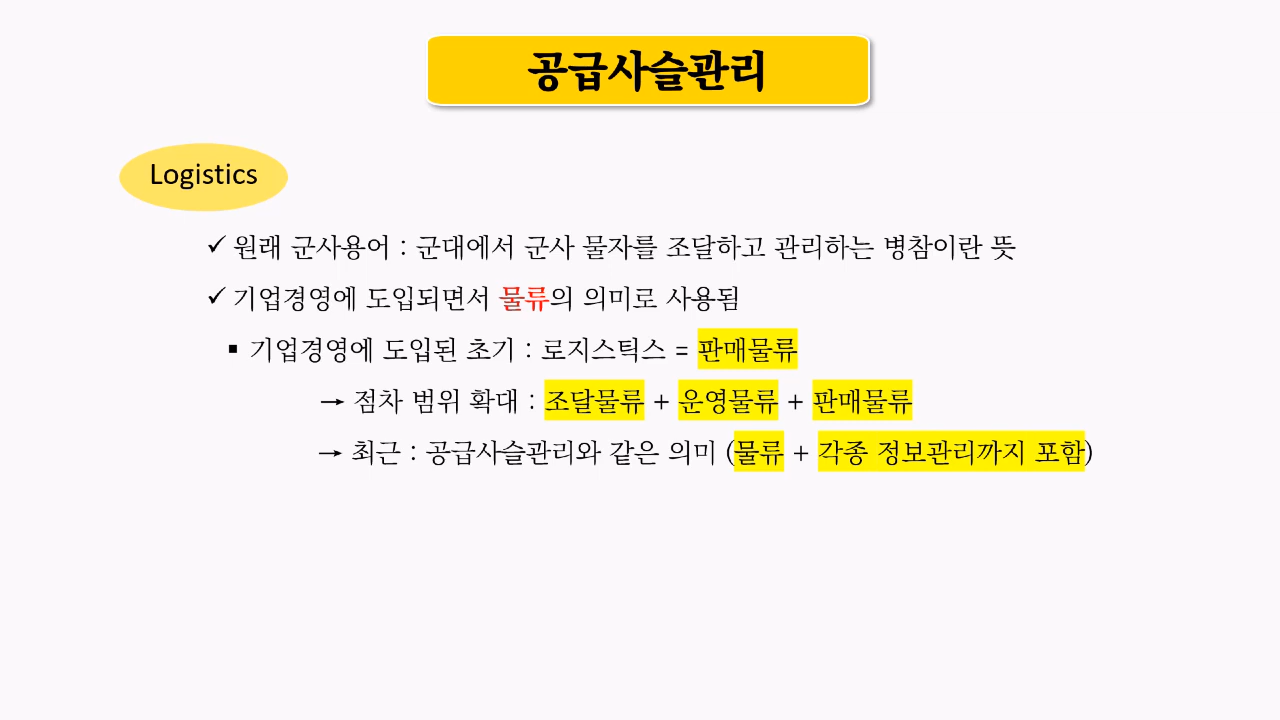 공급사슬관리
Logistics
✓ 원래 군사용어 : 군대에서 군사 물자를 조달하고 관리하는 병참이란 뜻
✓ 기업경영에 도입되면서 물류의 의미로 사용됨
▪ 기업경영에 도입된 초기 : 로지스틱스 = 판매물류
→ 점차 범위 확대 : 조달물류 + 운영물류 + 판매물류
→ 최근 : 공급사슬관리와 같은 의미 (물류 + 각종 정보관리까지 포함)